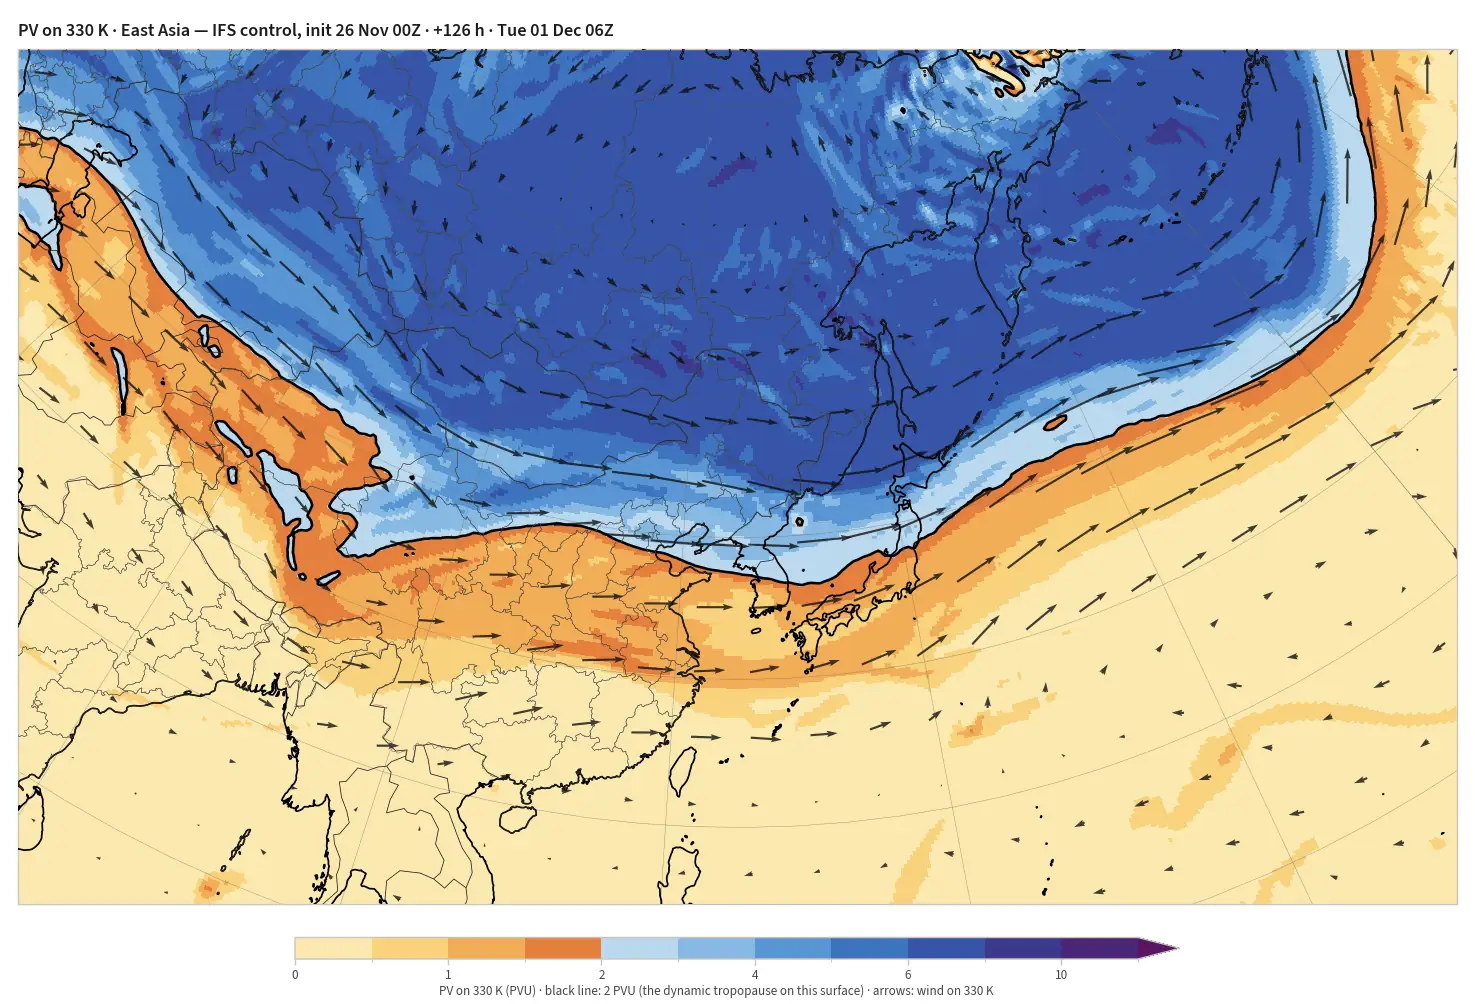 PV on 330 K · East Asia — IFS control, init 26 Nov 00Z · +126 h · Tue 01 Dec 06Z
0 1 2 4 6 10
PV on 330 K (PVU) · black line: 2 PVU (the dynamic tropopause on this surface) · arrows: wind on 330 K